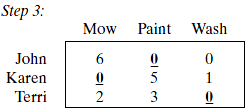 Step 3:
Mow Paint Wash
John 6 0 0
Karen 0 5 1
Terri 2 3 0